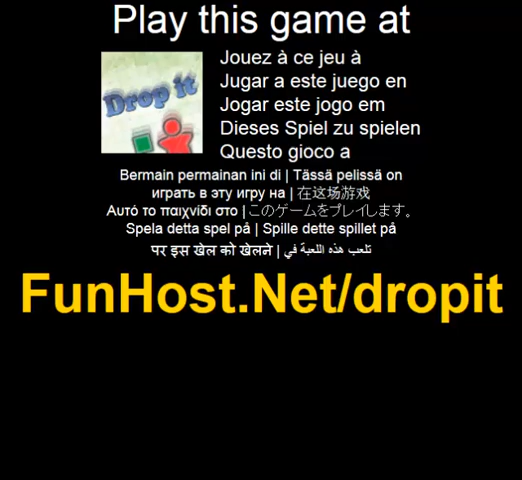 Play this game at
Drop it
Jouez à ce jeu à
Jugar a este juego en
Jogar este jogo em
Dieses Spiel zu spielen
Questo gioco a
Bermain permainan ini di | Tässä pelissä on
играть в эту игру на | 在这场游戏
Αυτό το παιχνίδι στο | このゲームをプレイします。
Spela detta spel på | Spille dette spillet på
पर इस खेल को खेलने | تلعب هذه اللعبة في
FunHost.Net/dropit